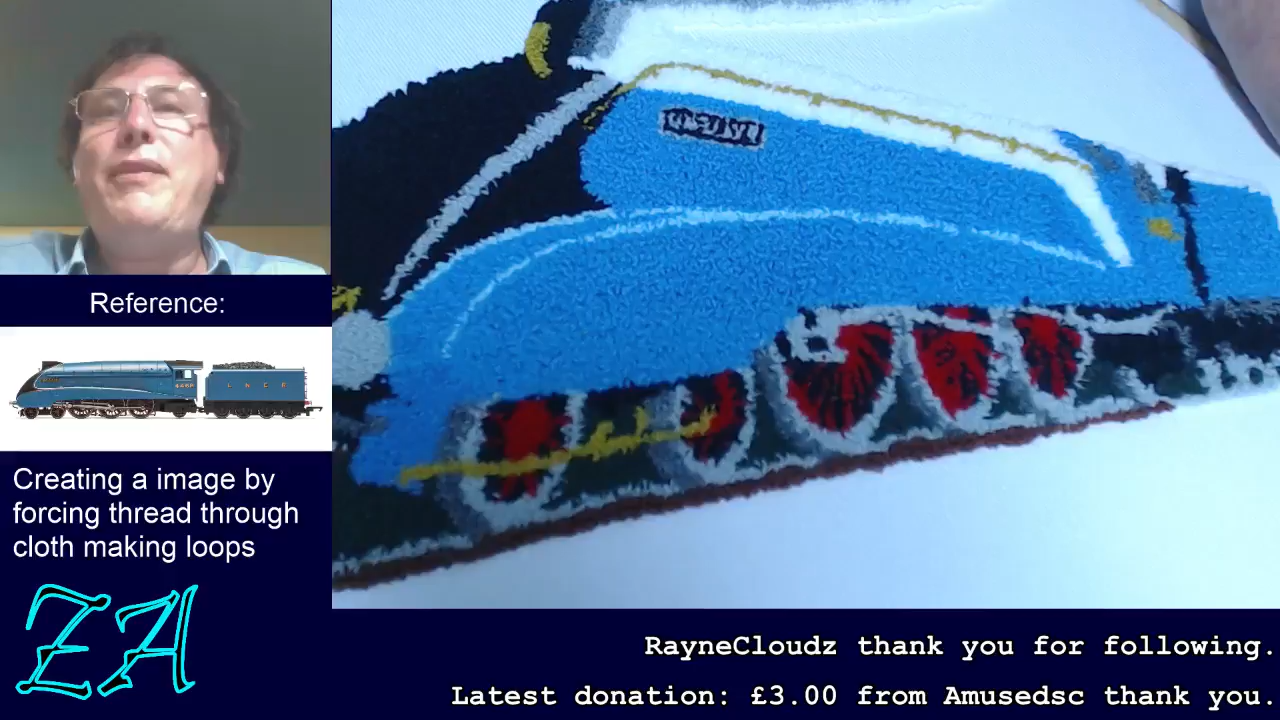 Reference:
L N E R
Creating a image by
forcing thread through
cloth making loops
ZA
RayneCloudz thank you for following.
Latest donation: £3.00 from Amusedsc thank you.